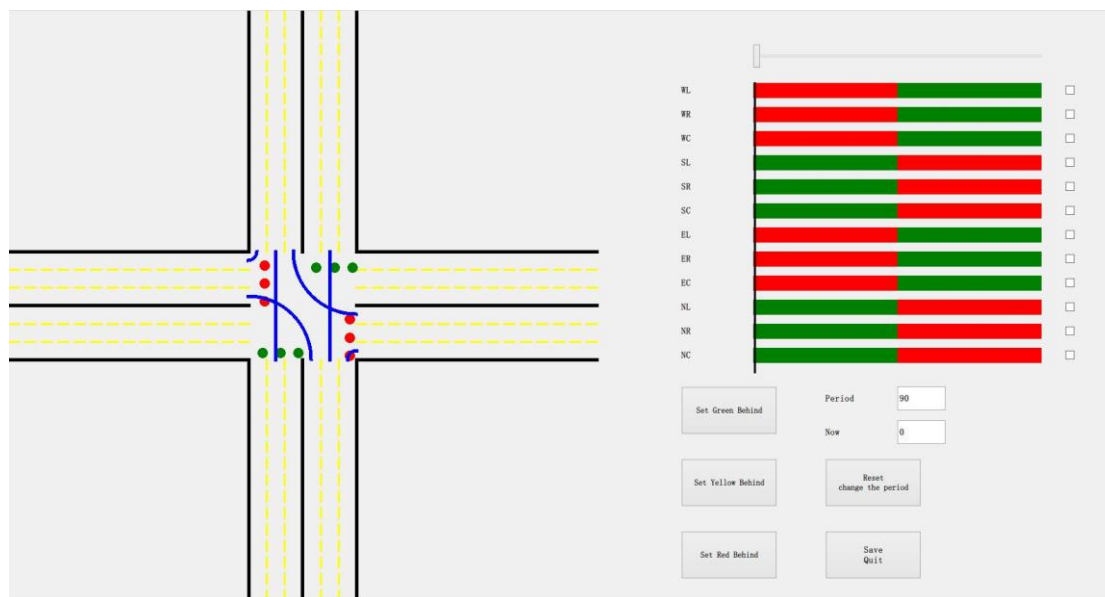 WL
WR
WC
SL
SR
SC
EL
ER
EC
NL
NR
NC
Set Green Behind
Period
90
Now
0
Set Yellow Behind
Reset
change the period
Set Red Behind
Save
Quit